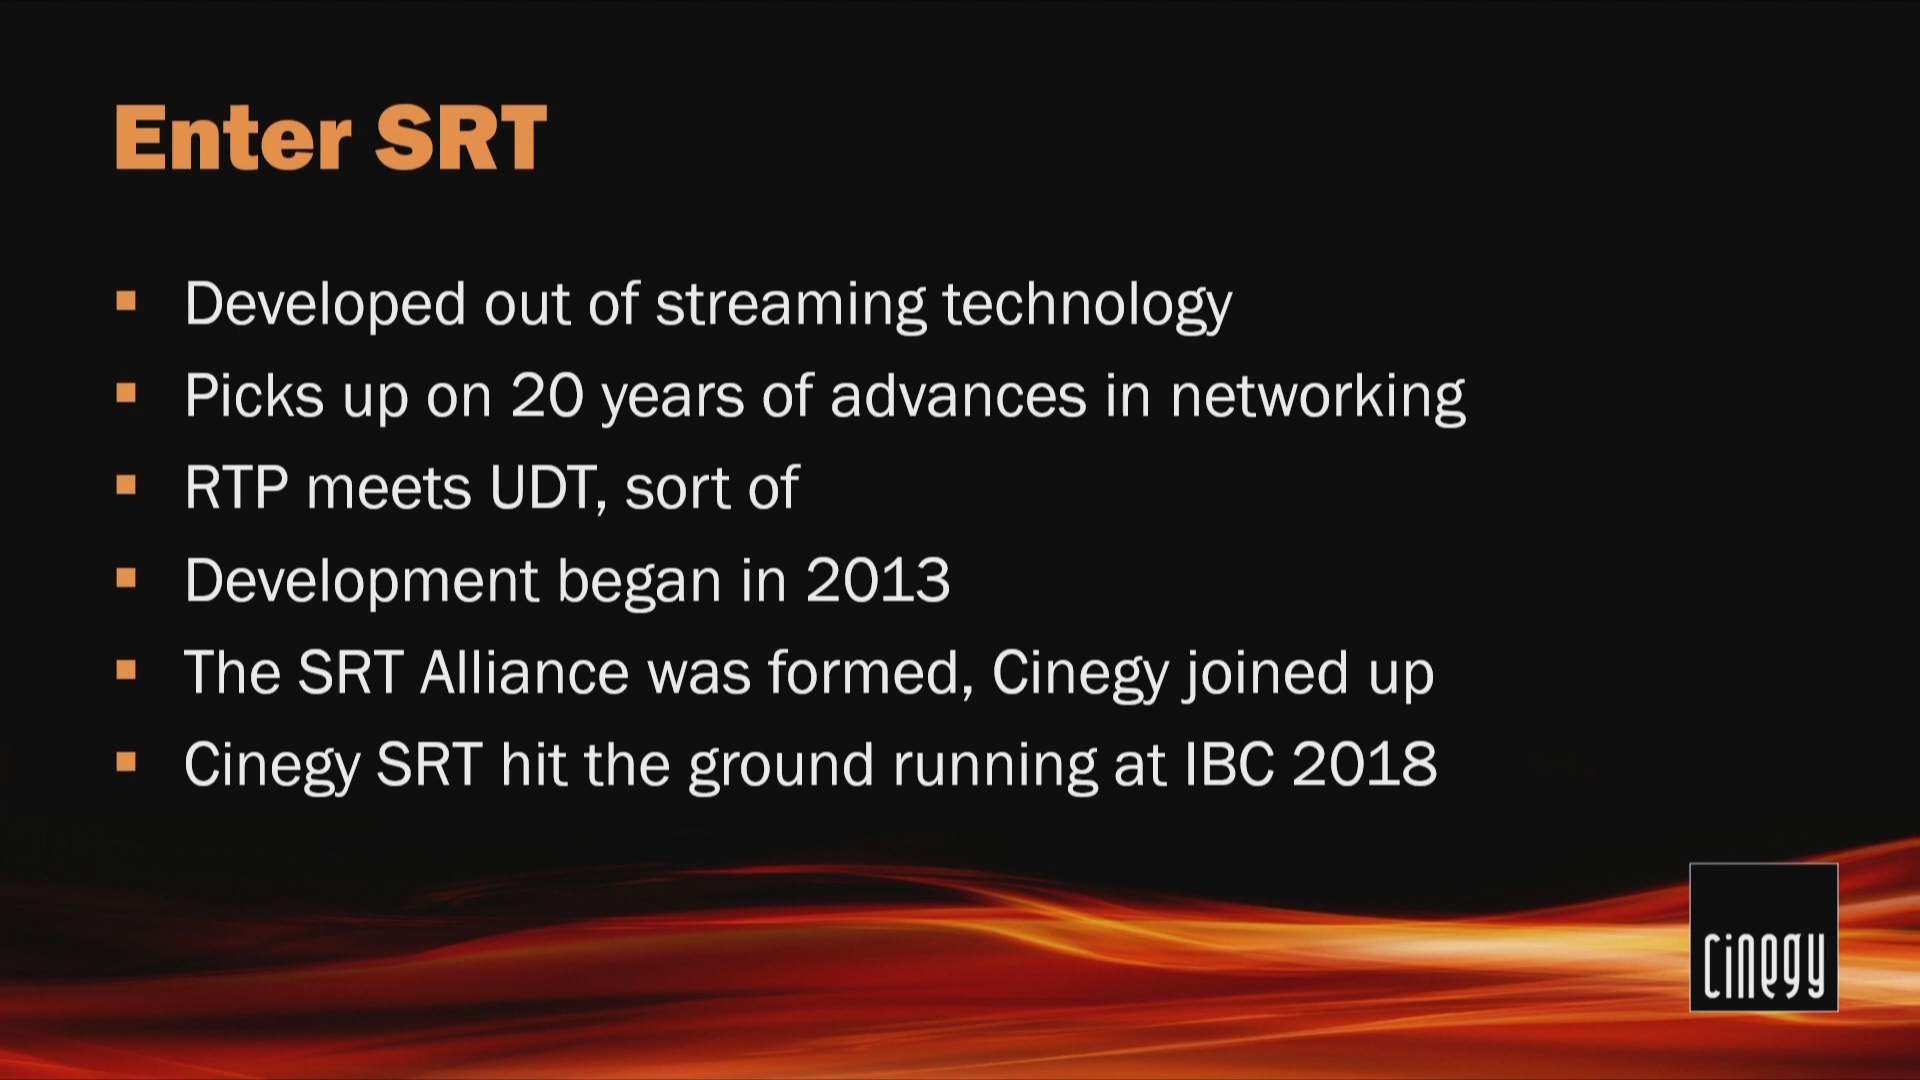 Enter SRT
▪ Developed out of streaming technology
▪ Picks up on 20 years of advances in networking
▪ RTP meets UDT, sort of
▪ Development began in 2013
▪ The SRT Alliance was formed, Cinegy joined up
▪ Cinegy SRT hit the ground running at IBC 2018
cinegy